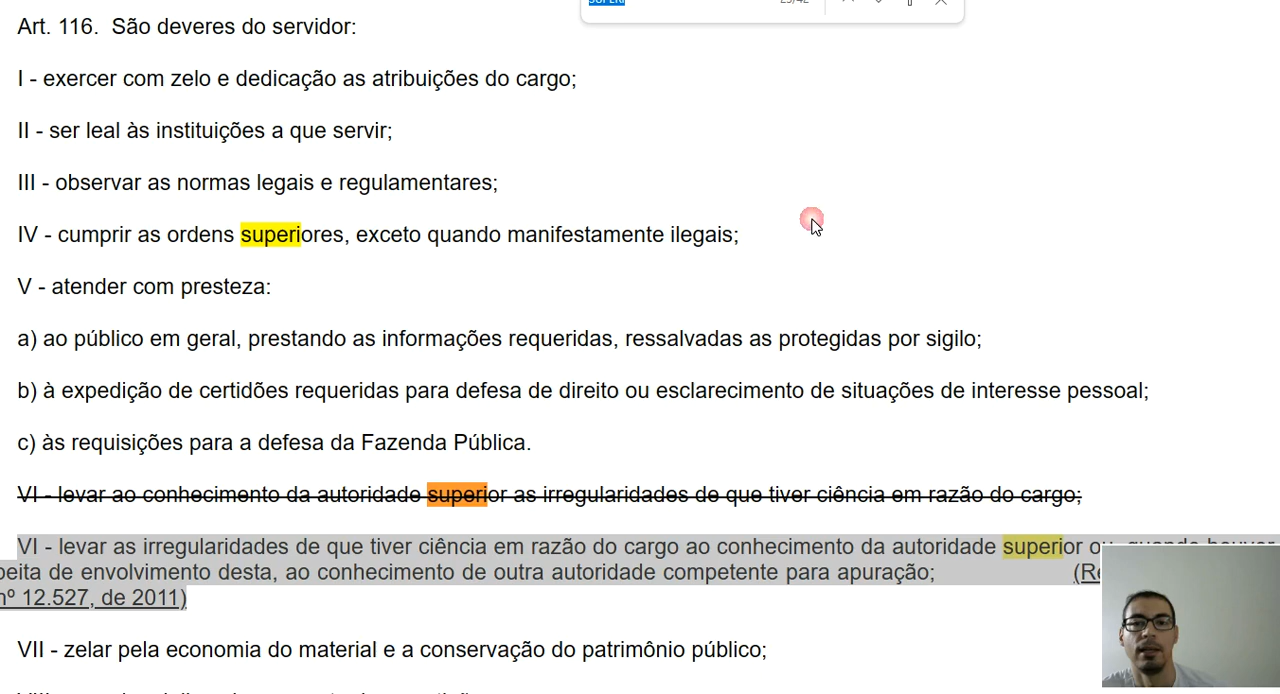 SUPERI
Art. 116. São deveres do servidor:
I - exercer com zelo e dedicação as atribuições do cargo;
II - ser leal às instituições a que servir;
III - observar as normas legais e regulamentares;
IV - cumprir as ordens superiores, exceto quando manifestamente ilegais;
V - atender com presteza:
a) ao público em geral, prestando as informações requeridas, ressalvadas as protegidas por sigilo;
b) à expedição de certidões requeridas para defesa de direito ou esclarecimento de situações de interesse pessoal;
c) às requisições para a defesa da Fazenda Pública.
VI - levar ao conhecimento da autoridade superior as irregularidades de que tiver ciência em razão do cargo;
VI - levar as irregularidades de que tiver ciência em razão do cargo ao conhecimento da autoridade superior ou, quando houver
peita de envolvimento desta, ao conhecimento de outra autoridade competente para apuração; (Re
nº 12.527, de 2011)
VII - zelar pela economia do material e a conservação do patrimônio público;